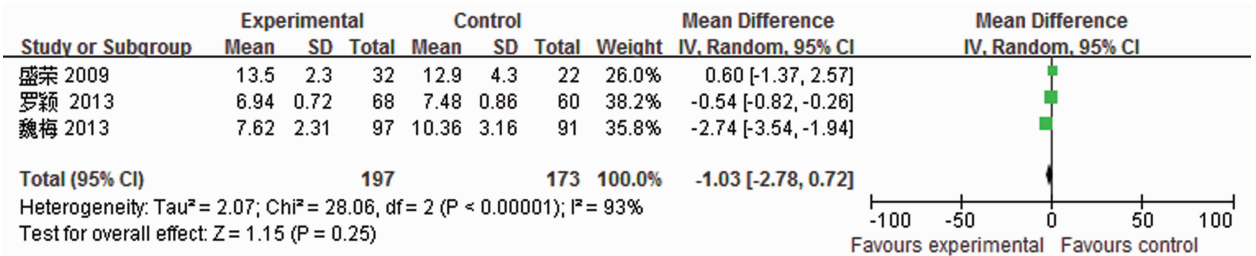 Experimental Control Mean Difference Mean Difference
Study or Subgroup Mean SD Total Mean SD Total Weight IV, Random, 95% CI IV, Random, 95% CI
盛荣 2009 13.5 2.3 32 12.9 4.3 22 26.0% 0.60 [-1.37, 2.57]
罗颖 2013 6.94 0.72 68 7.48 0.86 60 38.2% -0.54 [-0.82, -0.26]
魏梅 2013 7.62 2.31 97 10.36 3.16 91 35.8% -2.74 [-3.54, -1.94]
Total (95% CI) 197 173 100.0% -1.03 [-2.78, 0.72]
Heterogeneity: Tau² = 2.07; Chi² = 28.06, df = 2 (P < 0.00001); I² = 93%
Test for overall effect: Z = 1.15 (P = 0.25)
-100 -50 0 50 100
Favours experimental Favours control